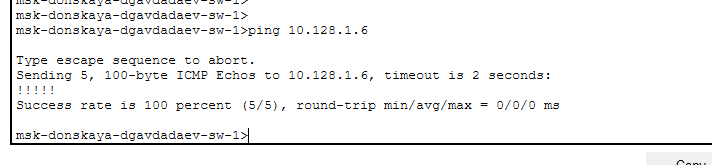 msk-donskaya-dgavdadaev-sw-1>
msk-donskaya-dgavdadaev-sw-1>
msk-donskaya-dgavdadaev-sw-1>ping 10.128.1.6
Type escape sequence to abort.
Sending 5, 100-byte ICMP Echos to 10.128.1.6, timeout is 2 seconds:
!!!!!
Success rate is 100 percent (5/5), round-trip min/avg/max = 0/0/0 ms
msk-donskaya-dgavdadaev-sw-1>
Copy